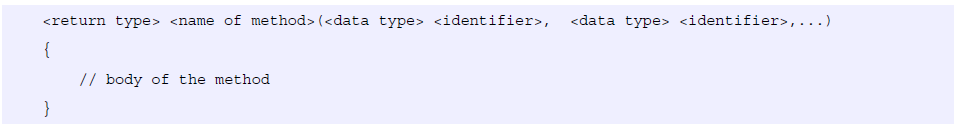 <return type> <name of method>(<data type> <identifier>,  <data type> <identifier>,...)
{
// body of the method
}